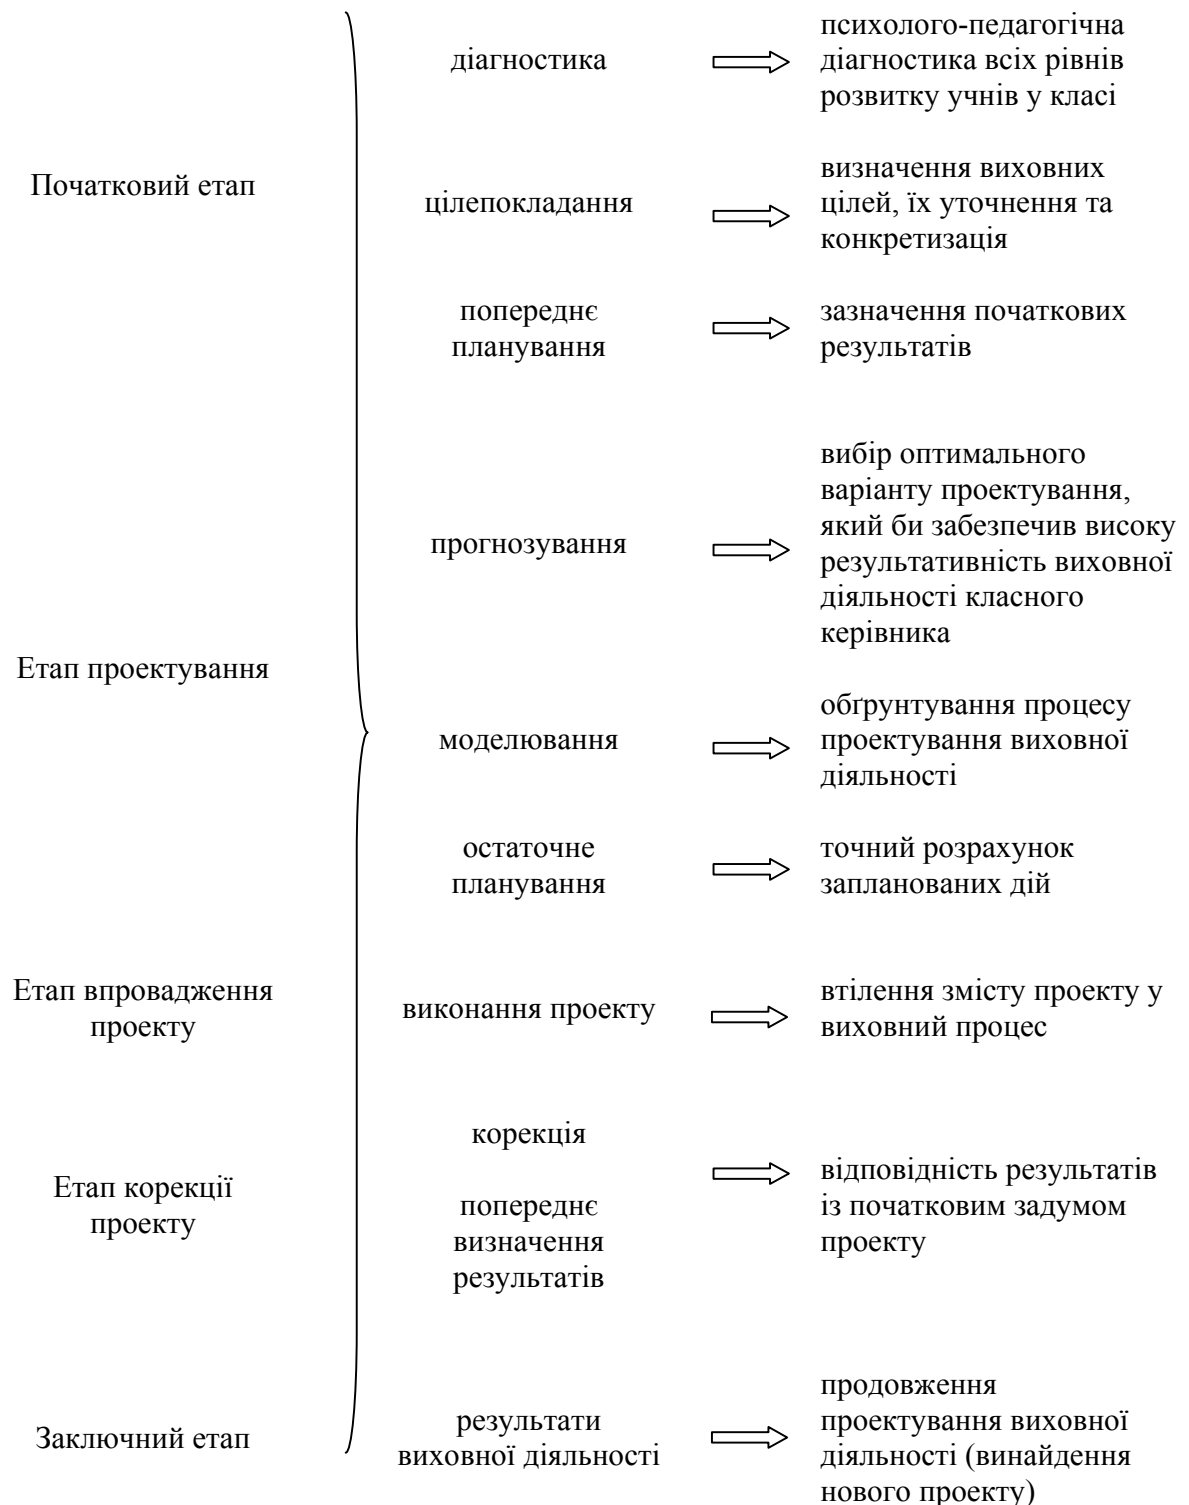 психолого-педагогічна
діагностика
діагностика всіх рівнів
розвитку учнів у класі
Початковий етап
цілепокладання
визначення виховних
цілей, їх уточнення та
конкретизація
попереднє
планування
зазначення початкових
результатів
Етап проектування
прогнозування
вибір оптимального
варіанту проектування,
який би забезпечив високу
результативність виховної
діяльності класного
керівника
моделювання
обґрунтування процесу
проектування виховної
діяльності
остаточне
планування
точний розрахунок
запланованих дій
Етап впровадження
проекту
виконання проекту
втілення змісту проекту у
виховний процес
Етап корекції
проекту
корекція
попереднє
визначення
результатів
відповідність результатів
із початковим задумом
проекту
Заключний етап
результати
виховної діяльності
продовження
проектування виховної
діяльності (винайдення
нового проекту)